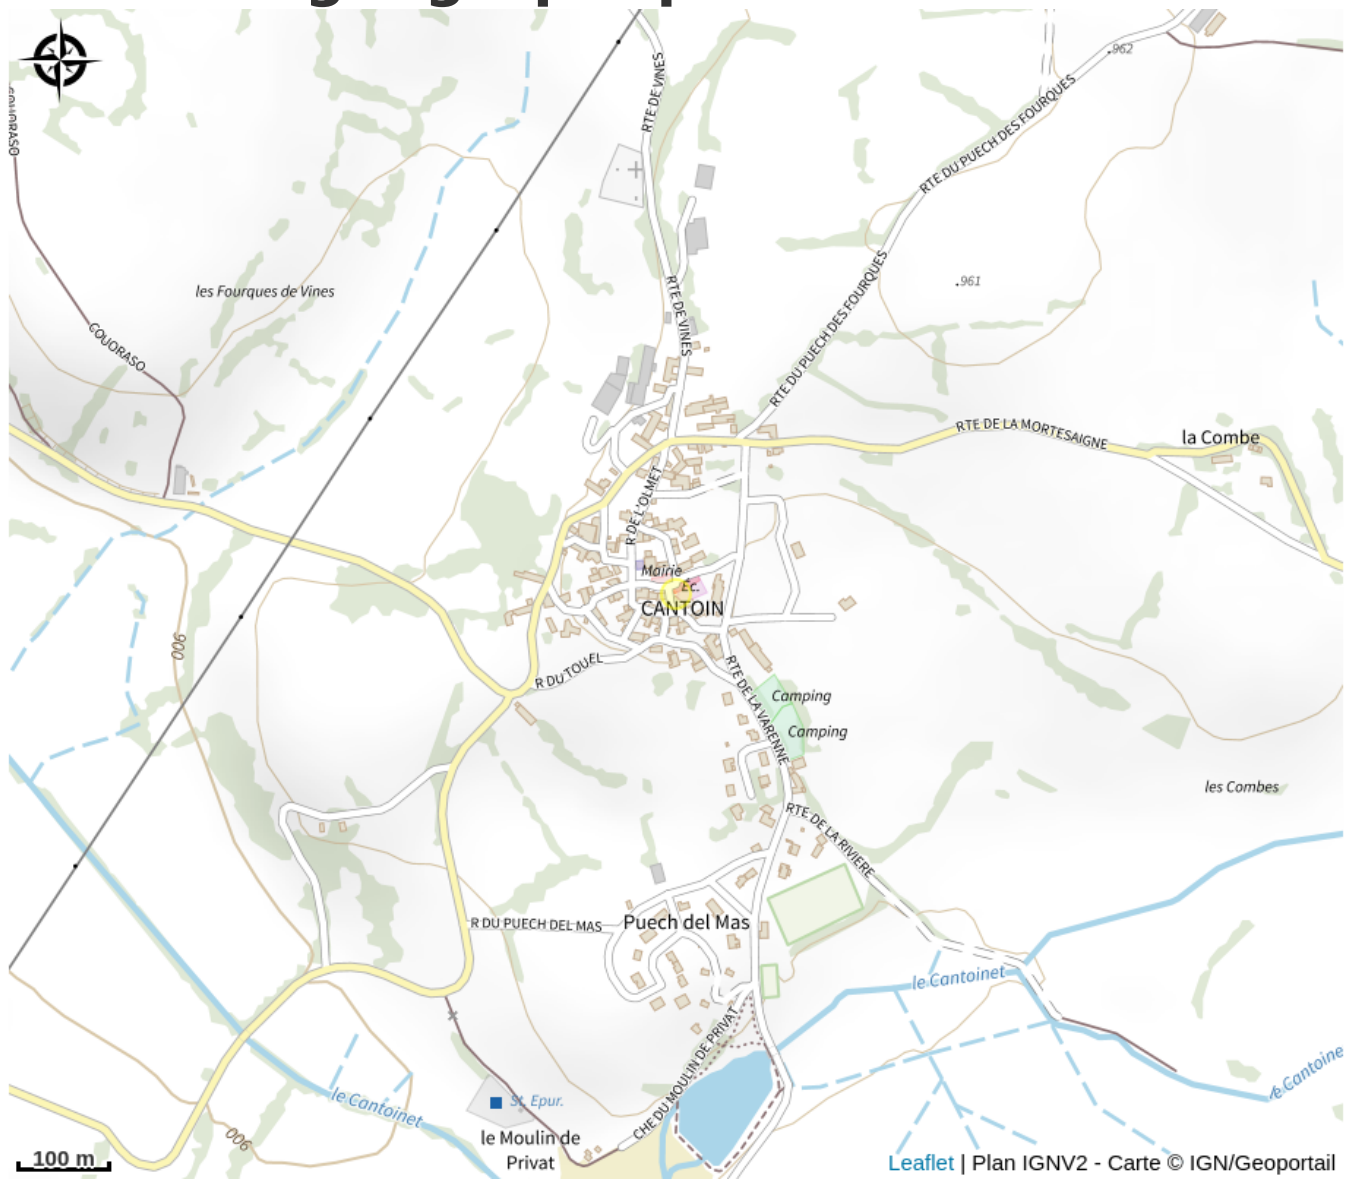 RTE DE VINES
962
RTE DU PUECH DES FOURQUES
COUORASO
961
les Fourques de Vines
RTE DE VINES
RTE DU PUECH DES FOURQUES
COUORASO
RTE DE LA MORTESAIGNE
la Combe
R DE L'OLMET
Mairie
Éc.
CANTOIN
900
R DU TOUEL
RTE DE LA VARENNE
Camping
Camping
les Combes
RTE DE LA RIVIERE
R DU PUECH DEL MAS
Puech del Mas
le Cantoinet
CHE DU MOULIN DE PRIVAT
le Cantoine
St. Epur.
le Cantoinet
900
le Moulin de
Privat
100 m
Leaflet | Plan IGNV2 - Carte © IGN/Geoportail